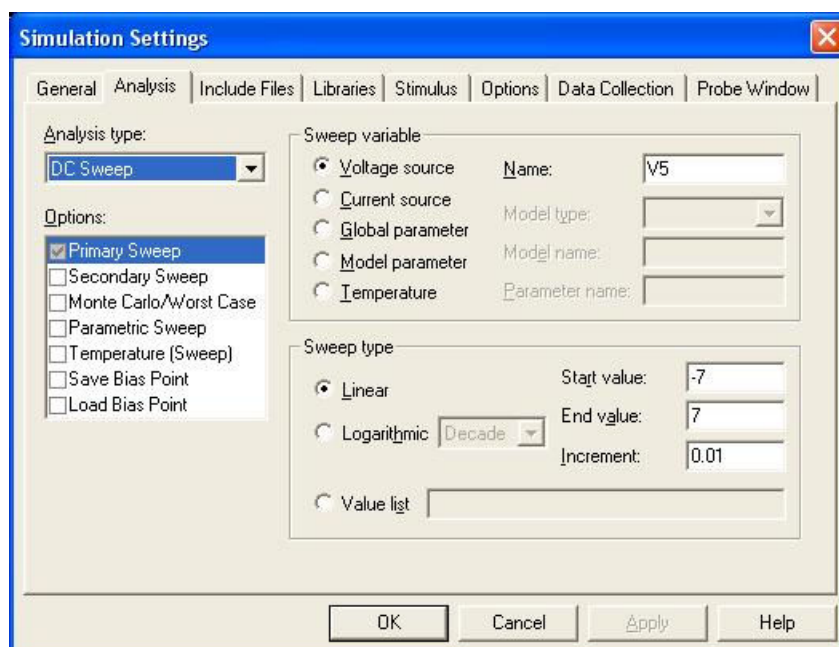 Simulation Settings
General Analysis Include Files Libraries Stimulus Options Data Collection Probe Window
Analysis type:
DC Sweep
Options:
Primary Sweep
Secondary Sweep
Monte Carlo/Worst Case
Parametric Sweep
Temperature (Sweep)
Save Bias Point
Load Bias Point
Sweep variable
Voltage source
Current source
Global parameter
Model parameter
Temperature
Name: V5
Model type:
Model name:
Parameter name:
Sweep type
Linear
Logarithmic Decade
Value list
Start value: -7
End value: 7
Increment: 0.01
OK Cancel Apply Help